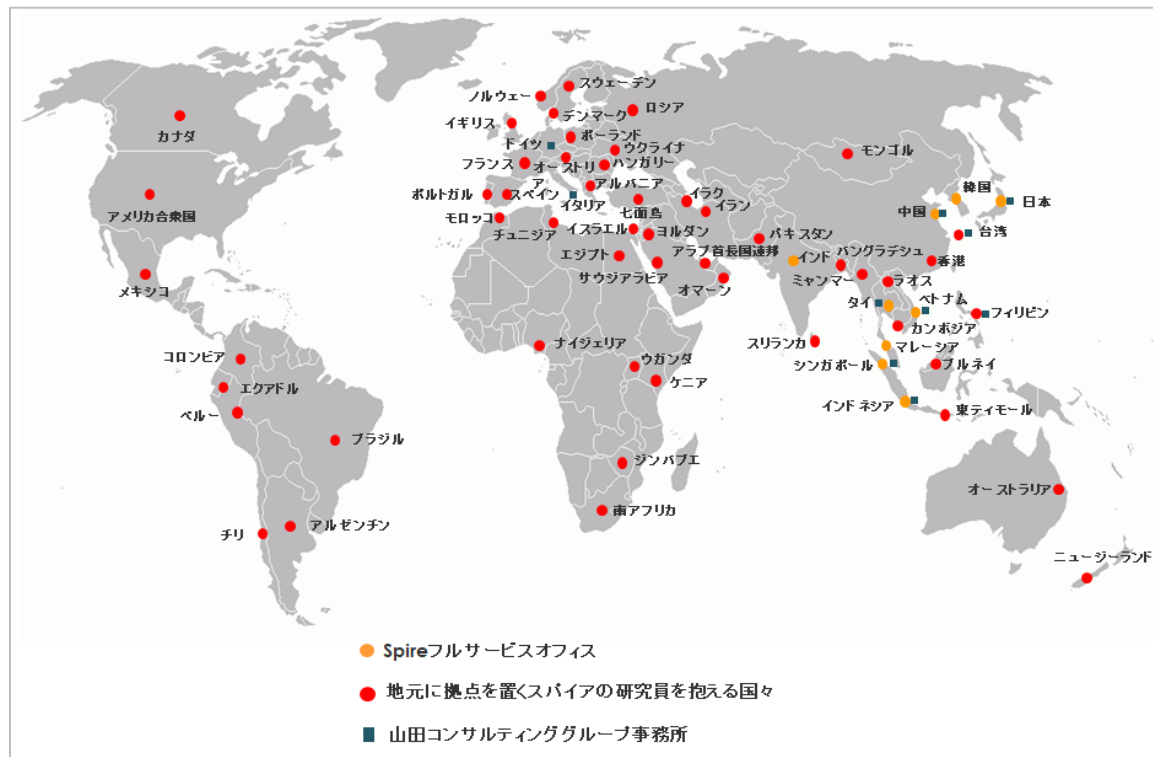 スウェーデン
ノルウェー
デンマーク
ロシア
カナダ
イギリス
ポーランド
ドイツ
ウクライナ
モンゴル
フランス
オーストリ
ア
ハンガリー
アルバニア
ポルトガル
スペイン
イタリア
七面鳥
イラク
イラン
韓国
日本
中国
アメリカ合衆国
モロッコ
チュニジア
イスラエル
ヨルダン
パキスタン
台湾
エジプト
アラブ首長国連邦
インド
バングラデシュ
香港
サウジアラビア
オマーン
ミャンマー
ラオス
メキシコ
タイ
ベトナム
フィリピン
カンボジア
スリランカ
マレーシア
ナイジェリア
コロンビア
ウガンダ
シンガポール
ブルネイ
エクアドル
ケニア
インドネシア
東ティモール
ペルー
ブラジル
ジンバブエ
オーストラリア
南アフリカ
アルゼンチン
チリ
ニュージーランド
Spireフルサービスオフィス
地元に拠点を置くスパイアの研究員を抱える国々
山田コンサルティンググループ事務所